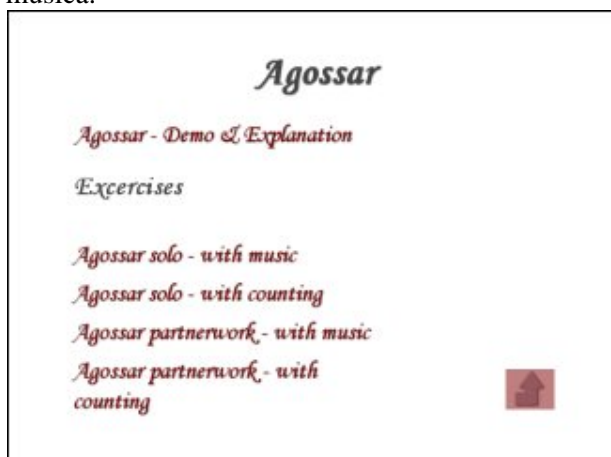 musica.
Agossar
Agossar - Demo & Explanation
Excercises
Agossar solo - with music
Agossar solo - with counting
Agossar partnerwork - with music
Agossar partnerwork - with
counting